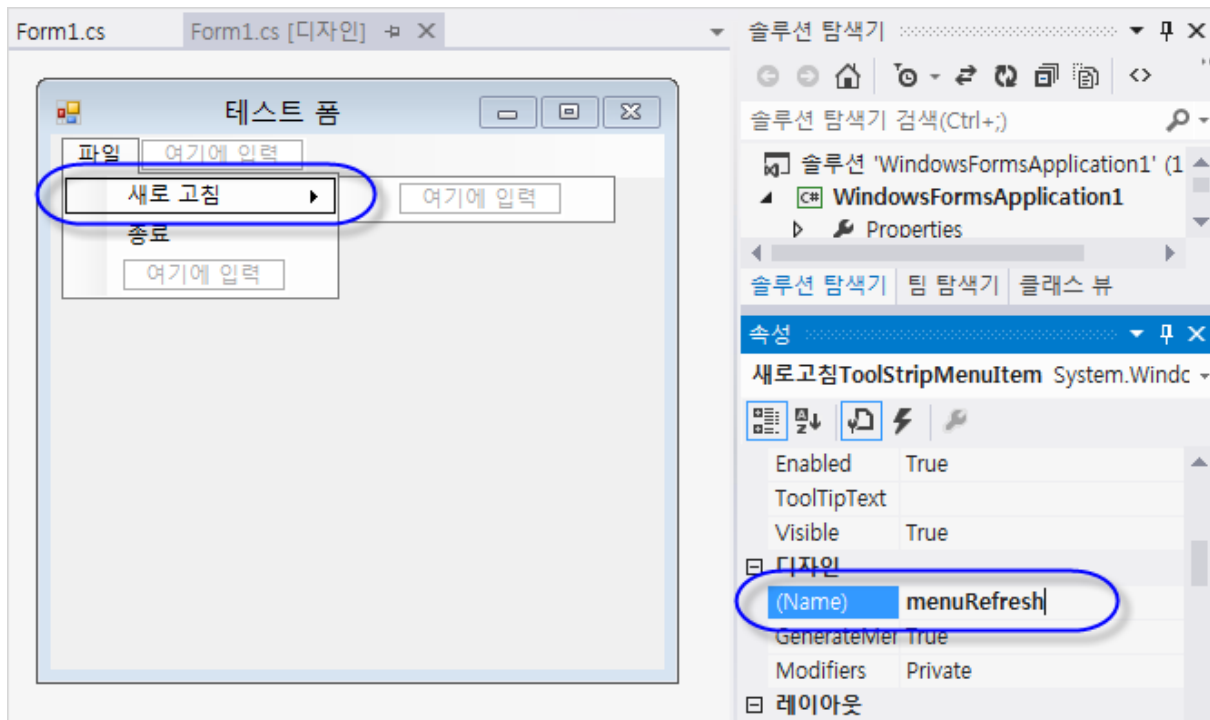 Form1.cs
Form1.cs [디자인]
테스트 폼
파일
여기에 입력
새로 고침
여기에 입력
종료
여기에 입력
솔루션 탐색기
솔루션 탐색기 검색(Ctrl+;)
솔루션 'WindowsFormsApplication1' (1
C# WindowsFormsApplication1
Properties
솔루션 탐색기 팀 탐색기 클래스 뷰
속성
새로고침ToolStripMenuItem System.Windc
Enabled True
ToolTipText
Visible True
디자인
(Name) menuRefresh
GenerateMer True
Modifiers Private
레이아웃